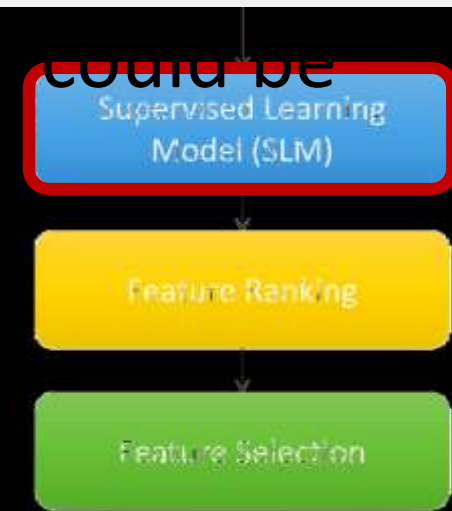 could be
Supervised Learning
Model (SLM)
Feature Ranking
Feature Selection